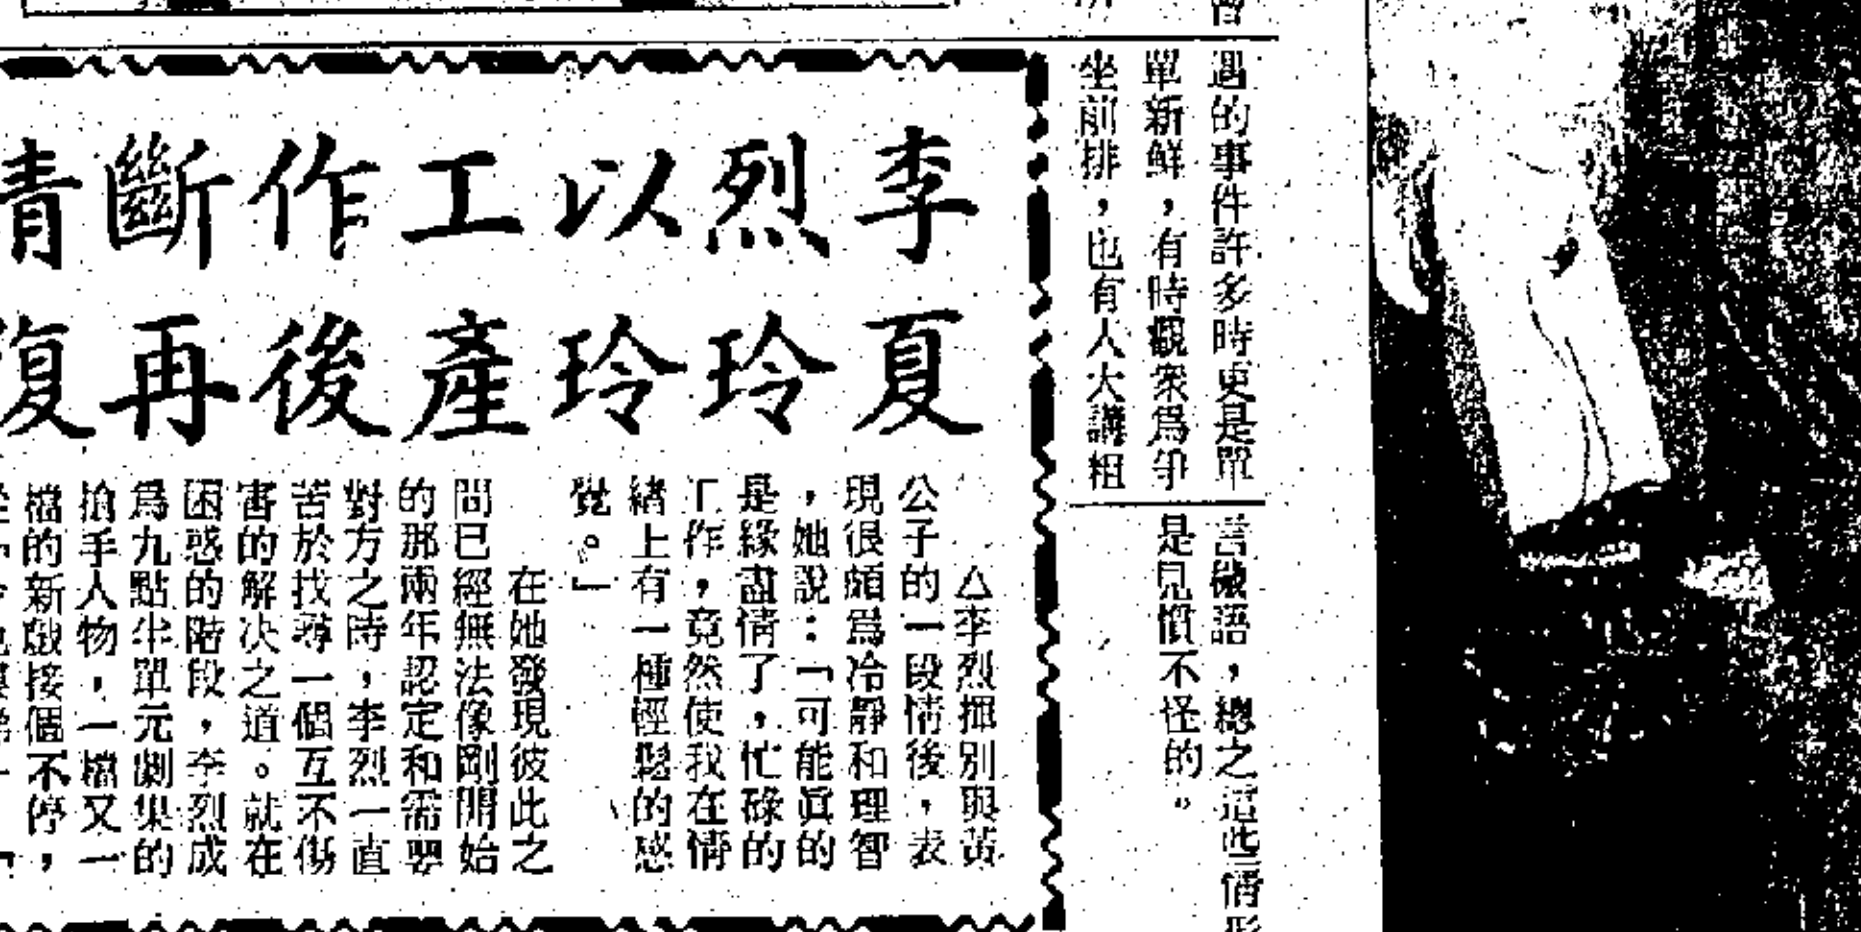 遇的事件許多時更是單
單新鮮，有時觀衆爲爭
坐前排，也有人大講粗
言穢語，總之這些情形
是見慣不怪的。
李烈以工作斷情
夏玲玲產後再復
△李烈揮別與黃
公子的一段情後，表
現很頗爲冷靜和理智
，她說：「可能眞的
是緣盡情了，忙碌的
工作，竟然使我在情
緒上有一種輕鬆的感
覺。」
在她發現彼此之
間已經無法像剛開始
的那兩年認定和需要
對方之時，李烈一直
苦於找尋一個互不傷
害的解决之道。就在
困惑的階段，李烈成
爲九點半單元劇集的
搶手人物，一檔又一
檔的新戲接個不停，